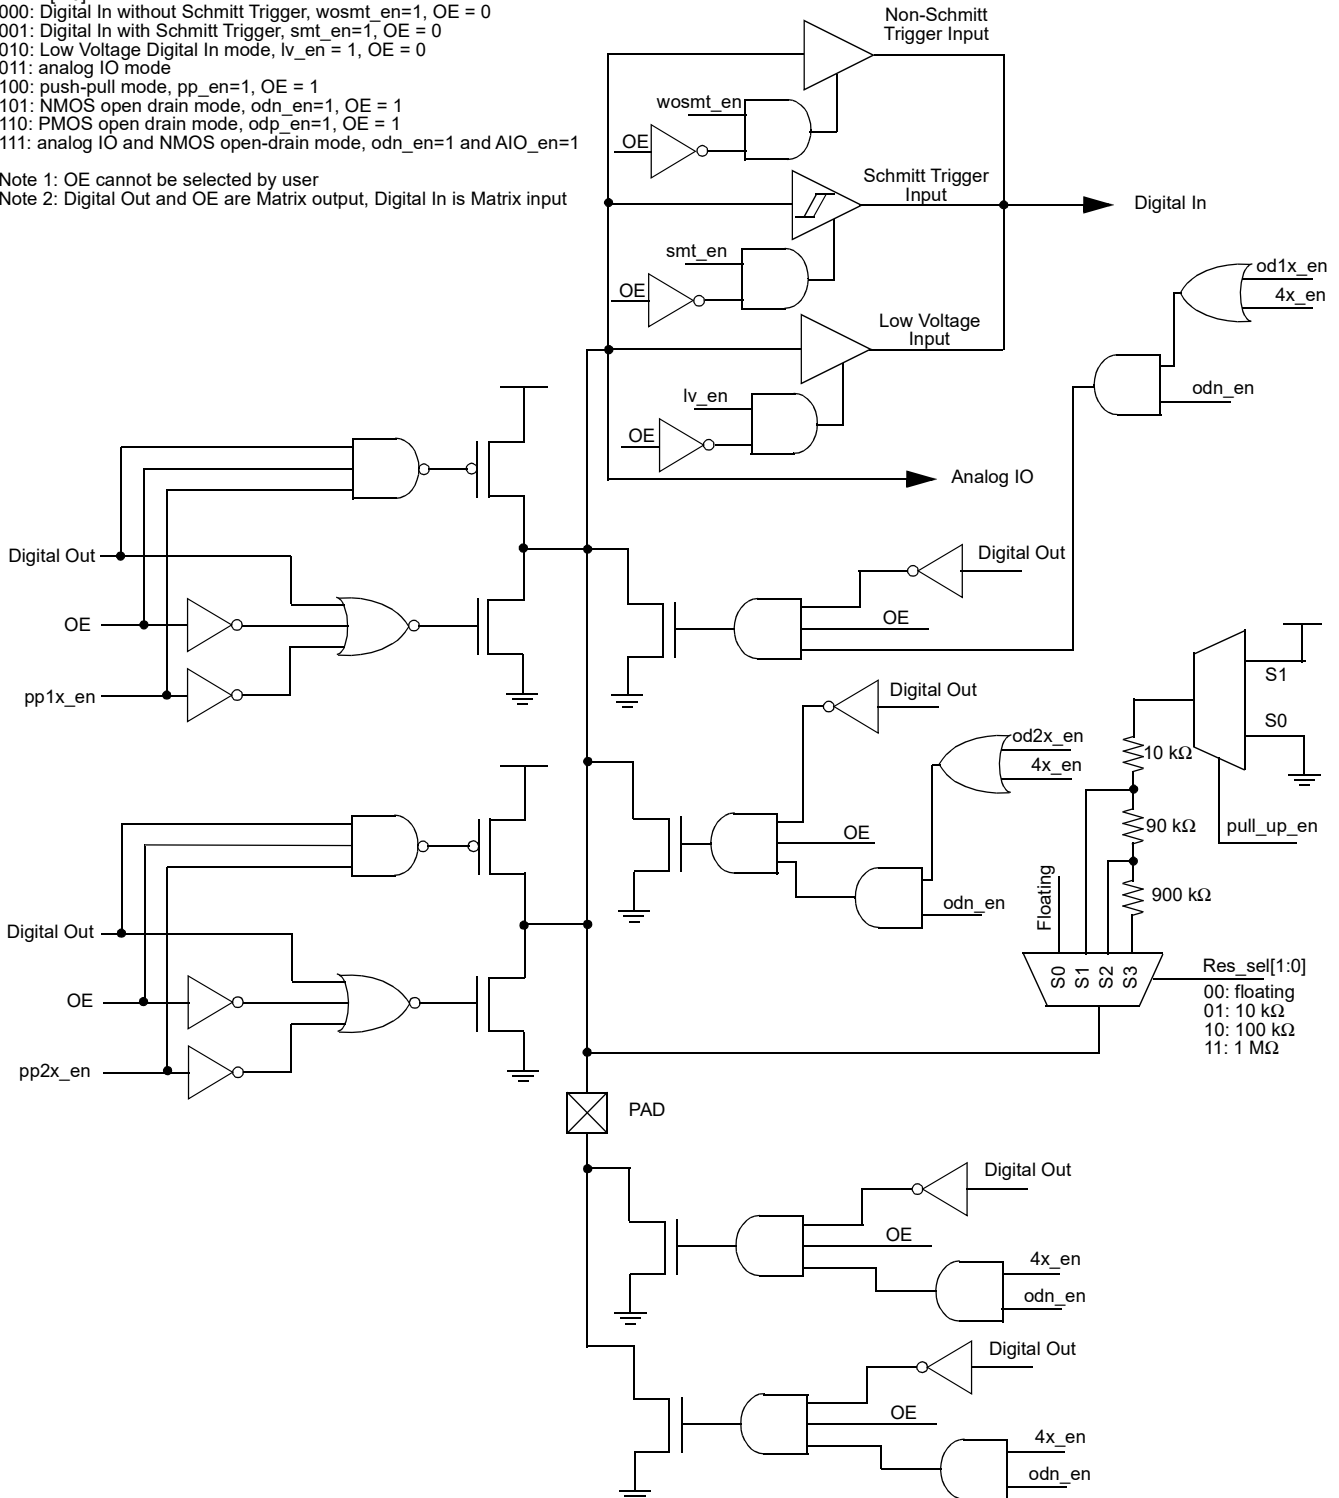 000: Digital In without Schmitt Trigger, wosmt_en=1, OE = 0
001: Digital In with Schmitt Trigger, smt_en=1, OE = 0
010: Low Voltage Digital In mode, lv_en = 1, OE = 0
011: analog IO mode
100: push-pull mode, pp_en=1, OE = 1
101: NMOS open drain mode, odn_en=1, OE = 1
110: PMOS open drain mode, odp_en=1, OE = 1
111: analog IO and NMOS open-drain mode, odn_en=1 and AIO_en=1
Note 1: OE cannot be selected by user
Note 2: Digital Out and OE are Matrix output, Digital In is Matrix input
Non-Schmitt
Trigger Input
wosmt_en
OE
Schmitt Trigger
Input
Digital In
smt_en
OE
od1x_en
4x_en
Low Voltage
Input
lv_en
OE
odn_en
Analog IO
Digital Out
OE
pp1x_en
Digital Out
OE
Digital Out
od2x_en
4x_en
OE
odn_en
S1
S0
10 kΩ
90 kΩ
pull_up_en
900 kΩ
Floating
S0
S1
S2
S3
Res_sel[1:0]
00: floating
01: 10 kΩ
10: 100 kΩ
11: 1 MΩ
Digital Out
OE
pp2x_en
PAD
Digital Out
OE
4x_en
odn_en
Digital Out
OE
4x_en
odn_en